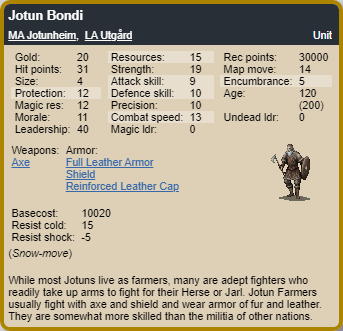 Jotun Bondi
MA Jotunheim, LA Utgård Unit
Gold: 20 Resources: 15 Rec points: 30000
Hit points: 31 Strength: 19 Map move: 14
Size: 4 Attack skill: 9 Encumbrance: 5
Protection: 12 Defence skill: 10 Age: 120
Magic res: 12 Precision: 10 (200)
Morale: 11 Combat speed: 13 Undead ldr: 0
Leadership: 40 Magic ldr: 0
Weapons: Armor:
Axe Full Leather Armor
Shield
Reinforced Leather Cap
Basecost: 10020
Resist cold: 15
Resist shock: -5
(Snow-move)
While most Jotuns live as farmers, many are adept fighters who
readily take up arms to fight for their Herse or Jarl. Jotun Farmers
usually fight with axe and shield and wear armor of fur and leather.
They are somewhat more skilled than the militia of other nations.